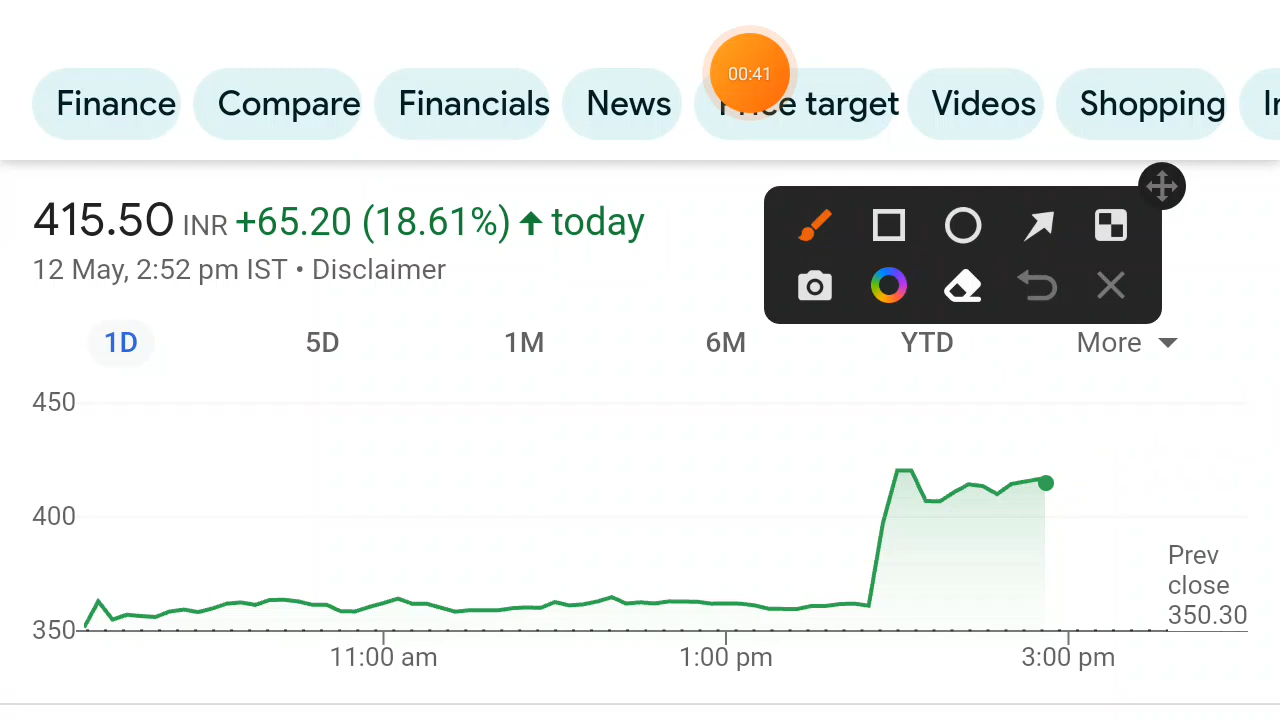 00:41
Finance Compare Financials News Price target Videos Shopping
415.50 INR +65.20 (18.61%) ↑ today
12 May, 2:52 pm IST • Disclaimer
1D 5D 1M 6M YTD More
450
400
350
Prev
close
350.30
11:00 am 1:00 pm 3:00 pm